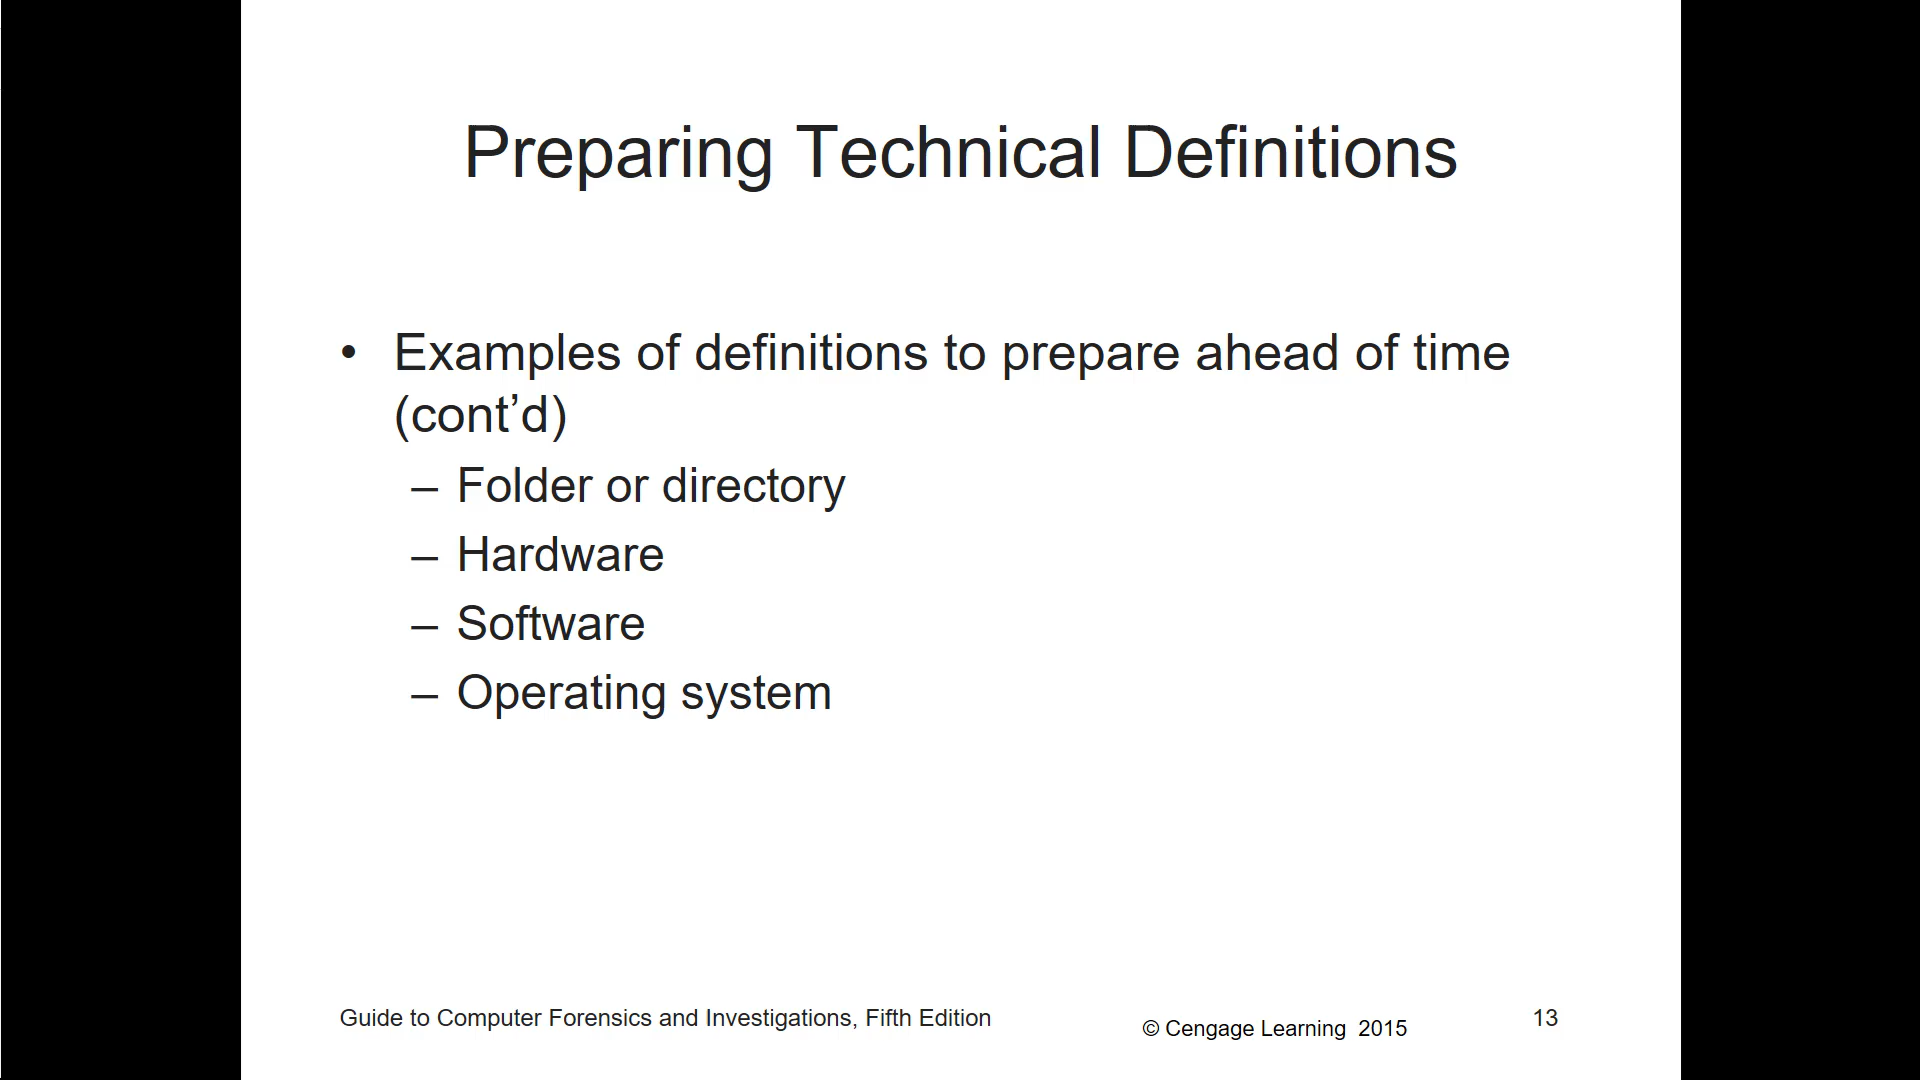 Preparing Technical Definitions
• Examples of definitions to prepare ahead of time
(cont’d)
– Folder or directory
– Hardware
– Software
– Operating system
Guide to Computer Forensics and Investigations, Fifth Edition
© Cengage Learning 2015
13